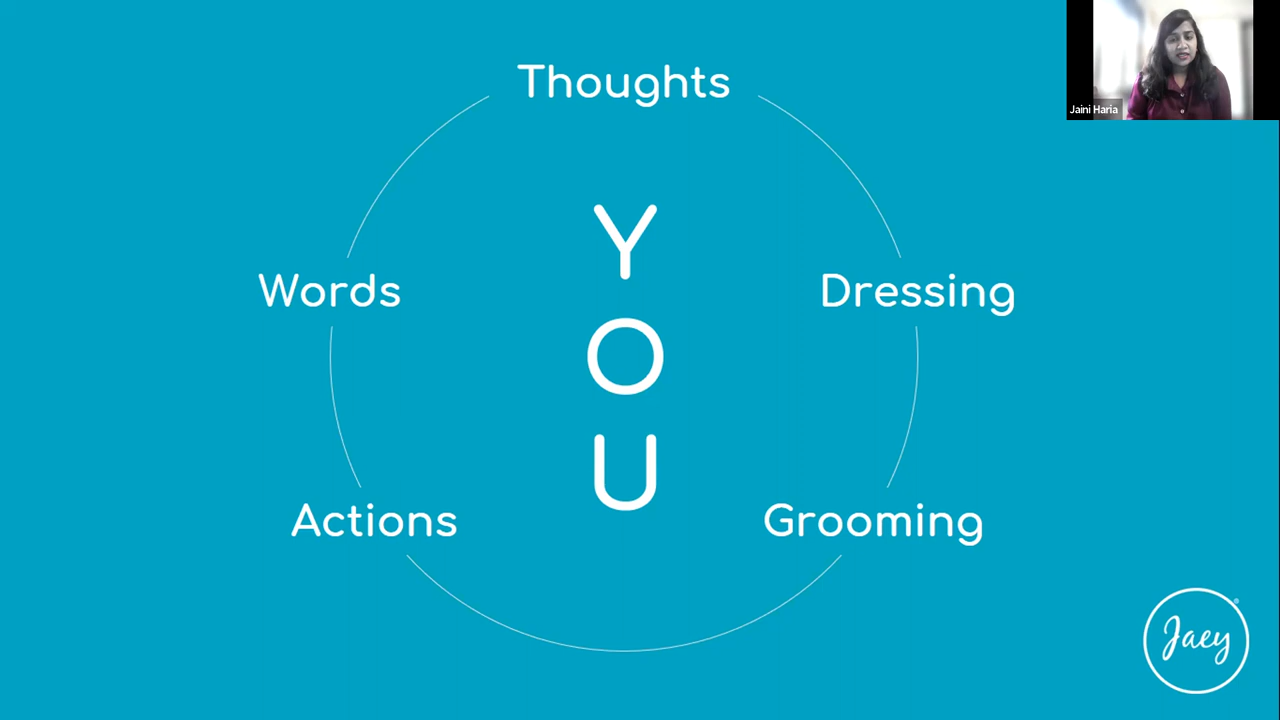 Thoughts
Jaini Haria
Y
Words
Dressing
O
U
Actions
Grooming
Jaey®